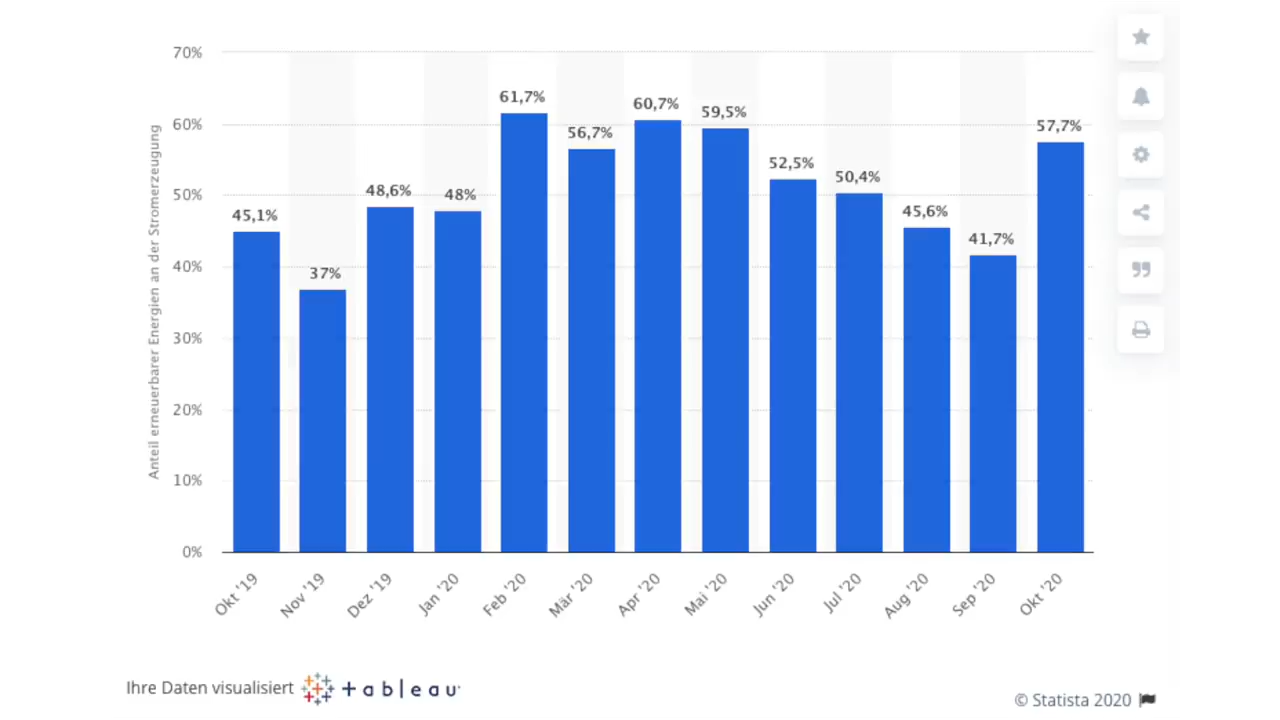 Anteil erneuerbarer Energien an der Stromerzeugung
70%
60%
50%
40%
30%
20%
10%
0%
45,1%
37%
48,6%
48%
61,7%
56,7%
60,7%
59,5%
52,5%
50,4%
45,6%
41,7%
57,7%
Okt '19
Nov '19
Dez '19
Jan '20
Feb '20
Mär '20
Apr '20
Mai '20
Jun '20
Jul '20
Aug '20
Sep '20
Okt '20
Ihre Daten visualisiert +ableau
© Statista 2020